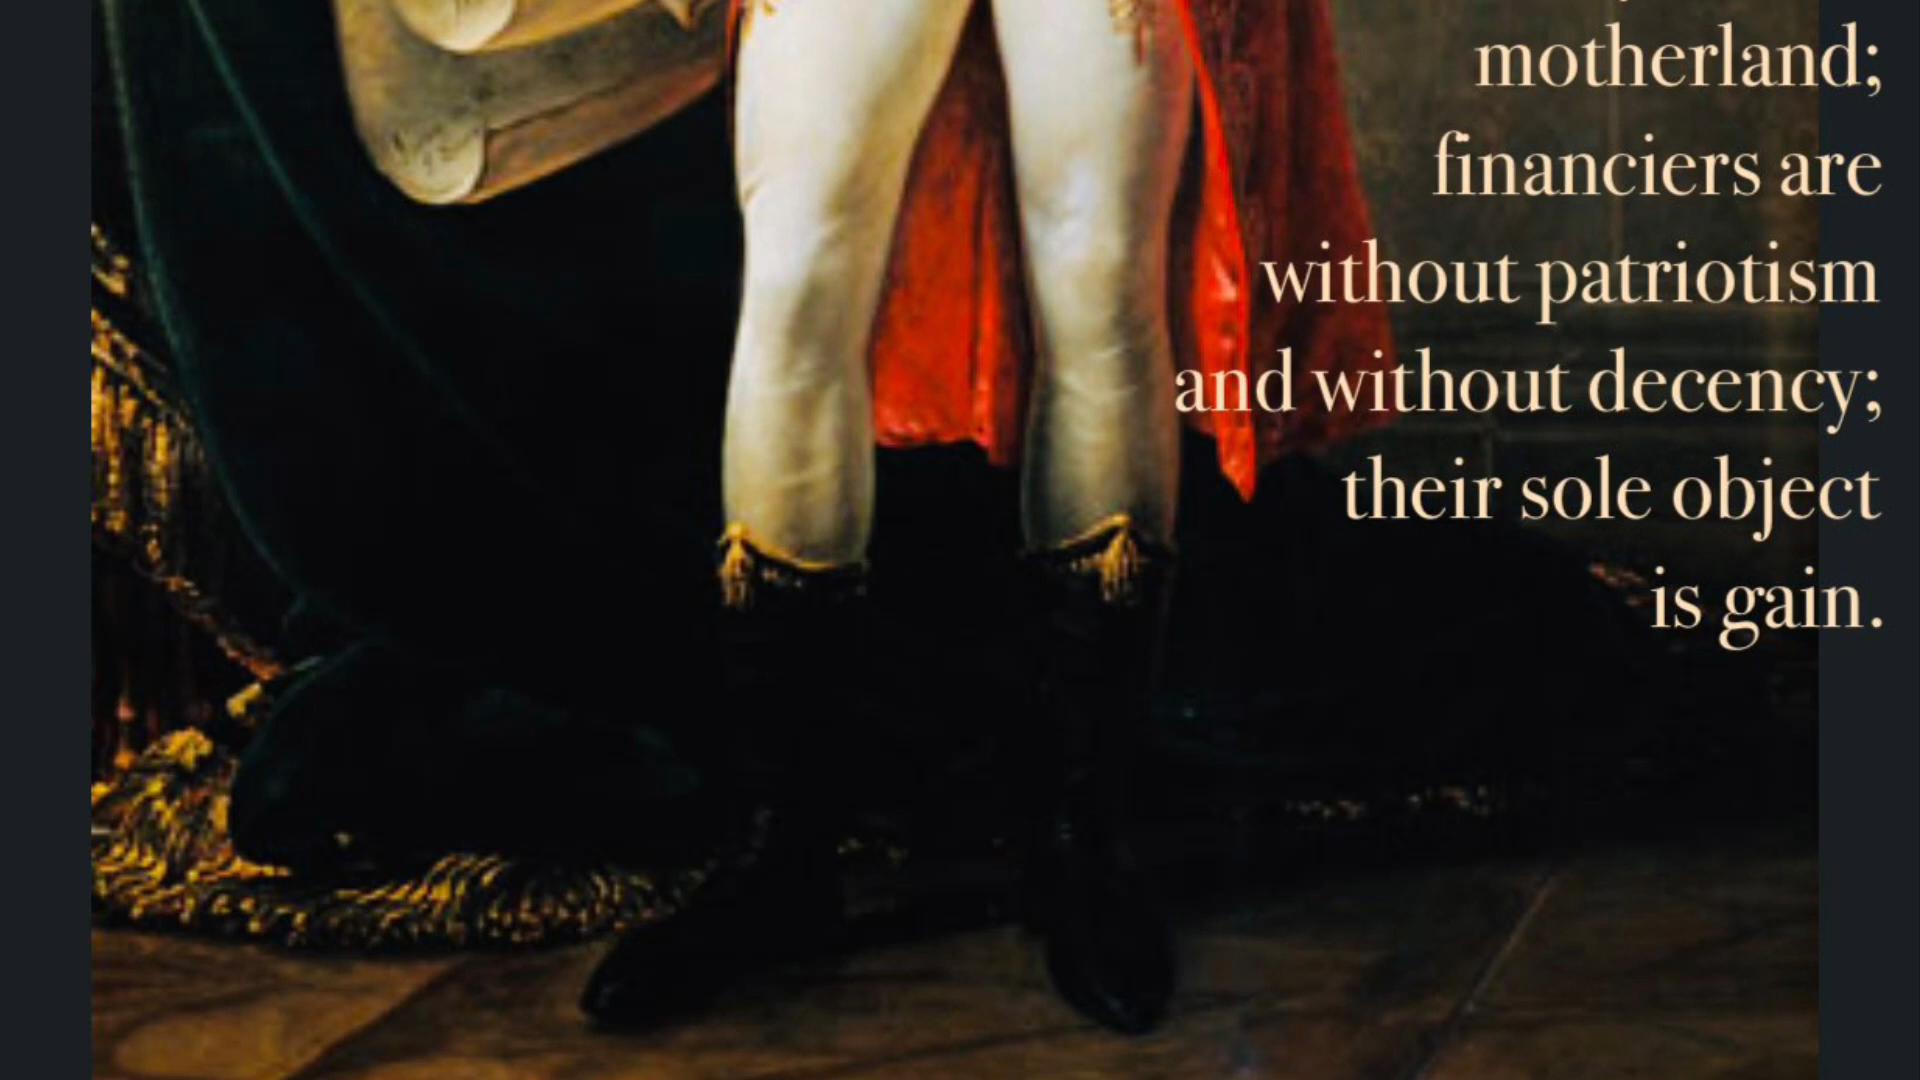 motherland;
financiers are
without patriotism
and without decency;
their sole object
is gain.